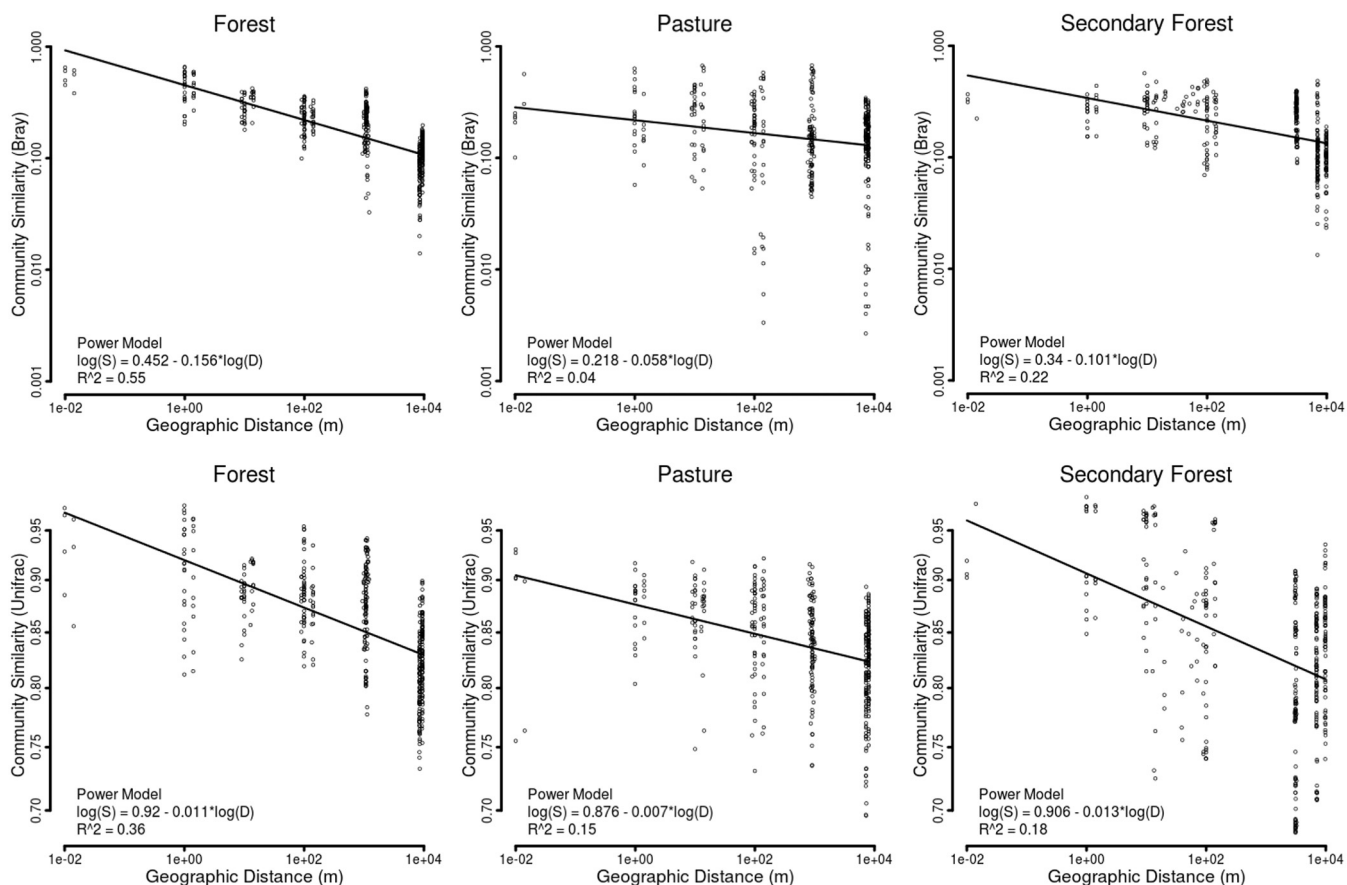 Forest
Community Similarity (Bray)
1.000
0.100
0.010
0.001
Power Model
log(S) = 0.452 - 0.156*log(D)
R^2 = 0.55
1e-02 1e+00 1e+02 1e+04
Geographic Distance (m)
Pasture
Community Similarity (Bray)
1.000
0.100
0.010
0.001
Power Model
log(S) = 0.218 - 0.058*log(D)
R^2 = 0.04
1e-02 1e+00 1e+02 1e+04
Geographic Distance (m)
Secondary Forest
Community Similarity (Bray)
1.000
0.100
0.010
0.001
Power Model
log(S) = 0.34 - 0.101*log(D)
R^2 = 0.22
1e-02 1e+00 1e+02 1e+04
Geographic Distance (m)
Forest
Community Similarity (Unifrac)
0.95
0.90
0.85
0.80
0.75
0.70
Power Model
log(S) = 0.92 - 0.011*log(D)
R^2 = 0.36
1e-02 1e+00 1e+02 1e+04
Geographic Distance (m)
Pasture
Community Similarity (Unifrac)
0.95
0.90
0.85
0.80
0.75
0.70
Power Model
log(S) = 0.876 - 0.007*log(D)
R^2 = 0.15
1e-02 1e+00 1e+02 1e+04
Geographic Distance (m)
Secondary Forest
Community Similarity (Unifrac)
0.95
0.90
0.85
0.80
0.75
0.70
Power Model
log(S) = 0.906 - 0.013*log(D)
R^2 = 0.18
1e-02 1e+00 1e+02 1e+04
Geographic Distance (m)